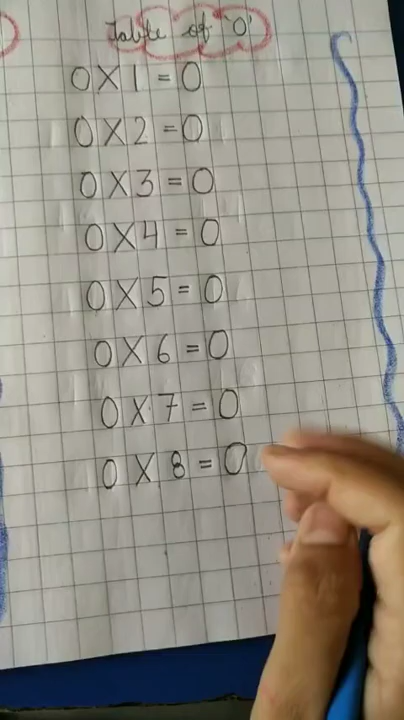 Table of '0'
0 X 1 = 0
0 X 2 = 0
0 X 3 = 0
0 X 4 = 0
0 X 5 = 0
0 X 6 = 0
0 X 7 = 0
0 X 8 = 0